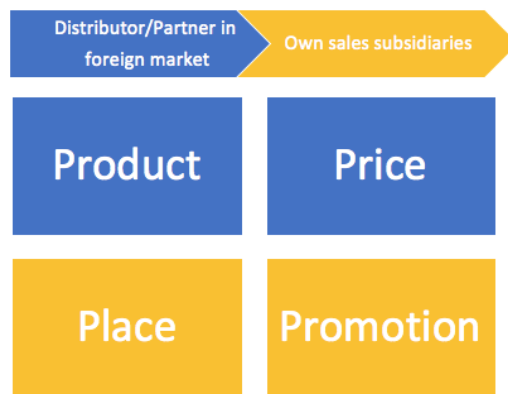 Distributor/Partner in
foreign market
Own sales subsidiaries
Product
Price
Place
Promotion